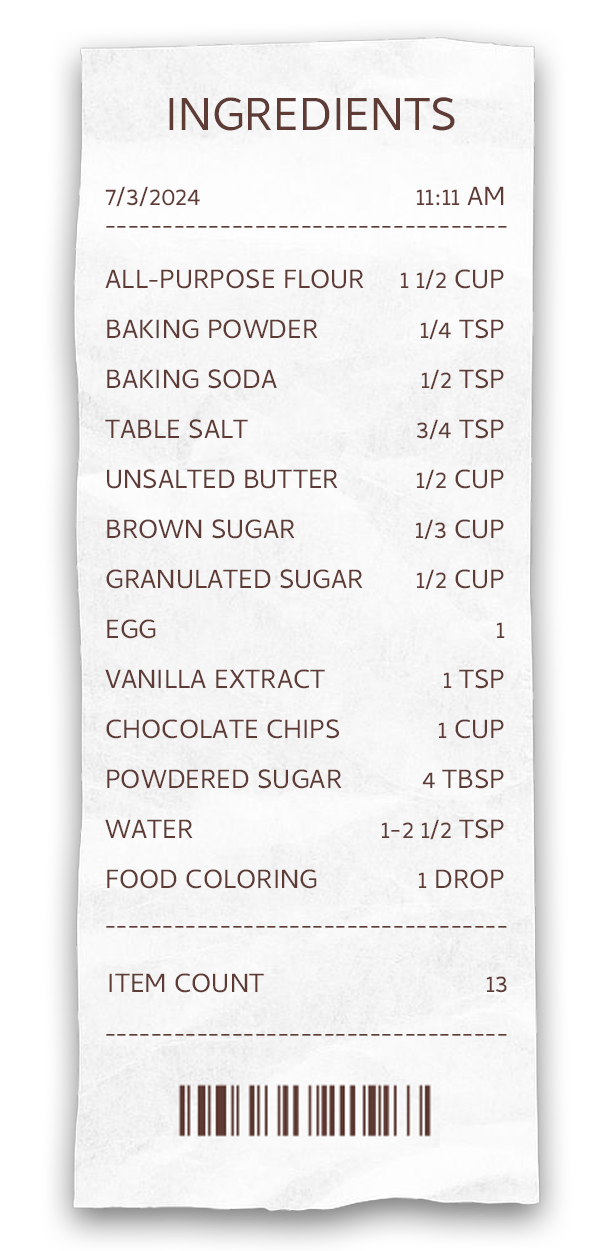 INGREDIENTS
7/3/2024 11:11 AM
ALL-PURPOSE FLOUR 1 1/2 CUP
BAKING POWDER 1/4 TSP
BAKING SODA 1/2 TSP
TABLE SALT 3/4 TSP
UNSALTED BUTTER 1/2 CUP
BROWN SUGAR 1/3 CUP
GRANULATED SUGAR 1/2 CUP
EGG 1
VANILLA EXTRACT 1 TSP
CHOCOLATE CHIPS 1 CUP
POWDERED SUGAR 4 TBSP
WATER 1-2 1/2 TSP
FOOD COLORING 1 DROP
ITEM COUNT 13